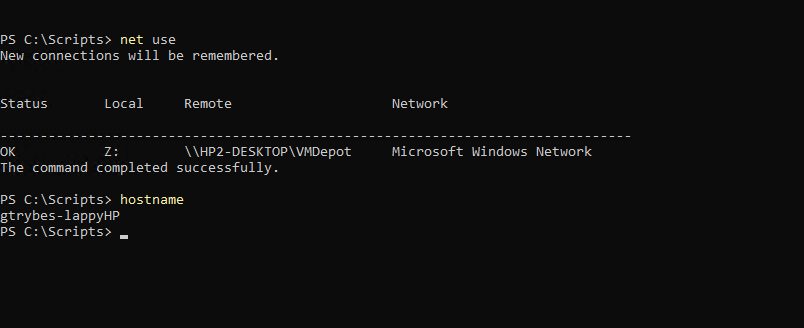 PS C:\Scripts> net use
New connections will be remembered.
Status       Local     Remote                    Network
-------------------------------------------------------------------------------
OK           Z:        \\HP2-DESKTOP\VMDepot     Microsoft Windows Network
The command completed successfully.
PS C:\Scripts> hostname
gtrybes-lappyHP
PS C:\Scripts>